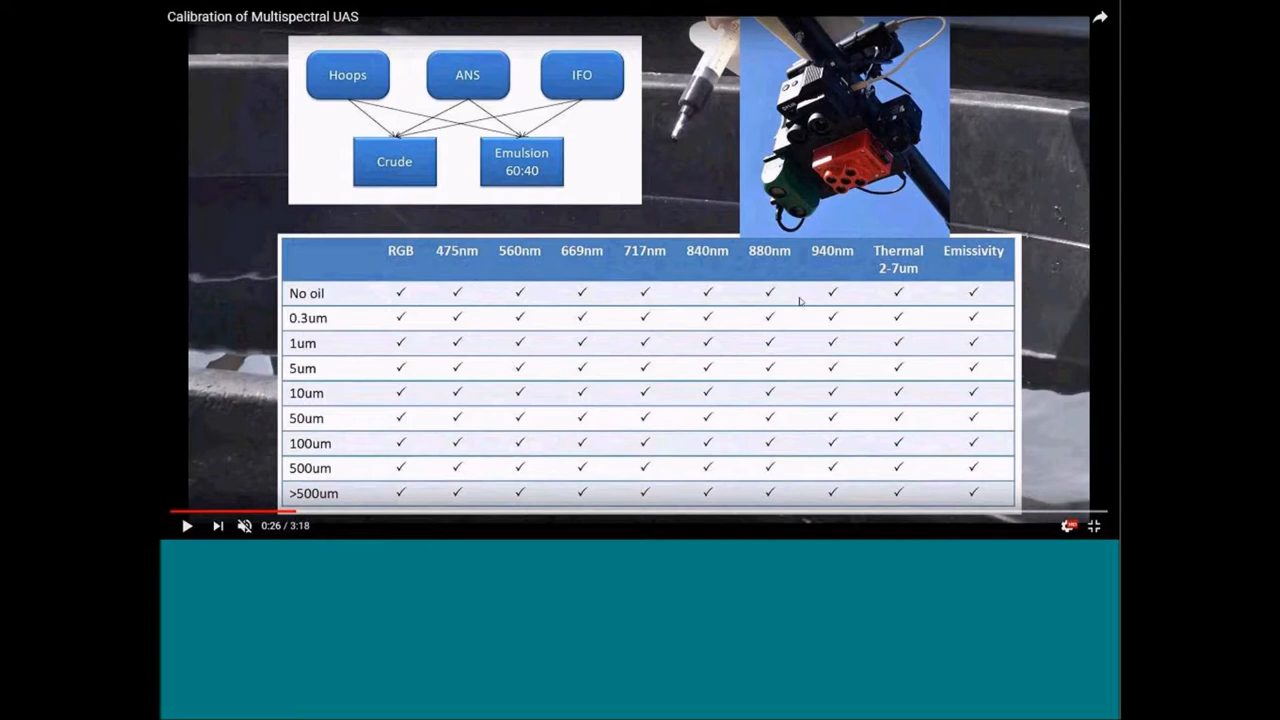 Calibration of Multispectral UAS
Hoops ANS IFO
Crude Emulsion 60:40
RGB 475nm 560nm 669nm 717nm 840nm 880nm 940nm Thermal 2-7um Emissivity
No oil ✓ ✓ ✓ ✓ ✓ ✓ ✓ ✓ ✓ ✓
0.3um ✓ ✓ ✓ ✓ ✓ ✓ ✓ ✓ ✓ ✓
1um ✓ ✓ ✓ ✓ ✓ ✓ ✓ ✓ ✓ ✓
5um ✓ ✓ ✓ ✓ ✓ ✓ ✓ ✓ ✓ ✓
10um ✓ ✓ ✓ ✓ ✓ ✓ ✓ ✓ ✓ ✓
50um ✓ ✓ ✓ ✓ ✓ ✓ ✓ ✓ ✓ ✓
100um ✓ ✓ ✓ ✓ ✓ ✓ ✓ ✓ ✓ ✓
500um ✓ ✓ ✓ ✓ ✓ ✓ ✓ ✓ ✓ ✓
>500um ✓ ✓ ✓ ✓ ✓ ✓ ✓ ✓ ✓ ✓
0:26 / 3:18 HD